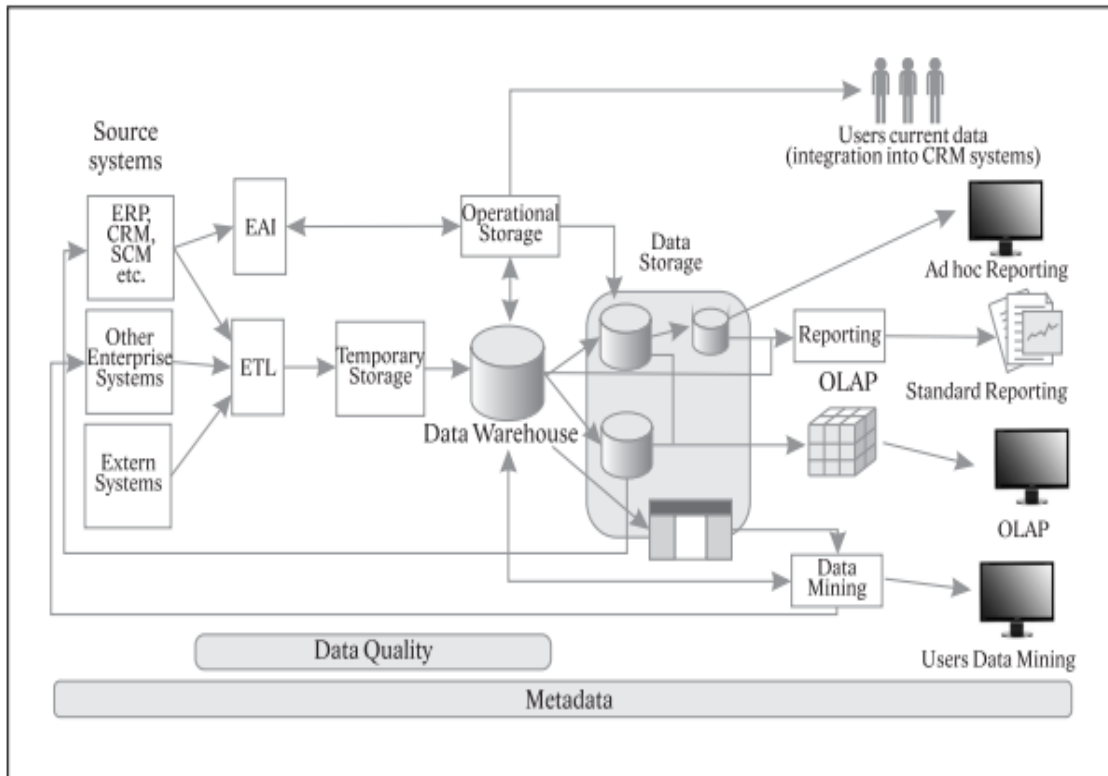 Source
systems
ERP,
CRM,
SCM
etc.
Other
Enterprise
Systems
Extern
Systems
EAI
ETL
Temporary
Storage
Operational
Storage
Data Warehouse
Data
Storage
Users current data
(integration into CRM systems)
Ad hoc Reporting
Reporting
Standard Reporting
OLAP
OLAP
Data
Mining
Users Data Mining
Data Quality
Metadata